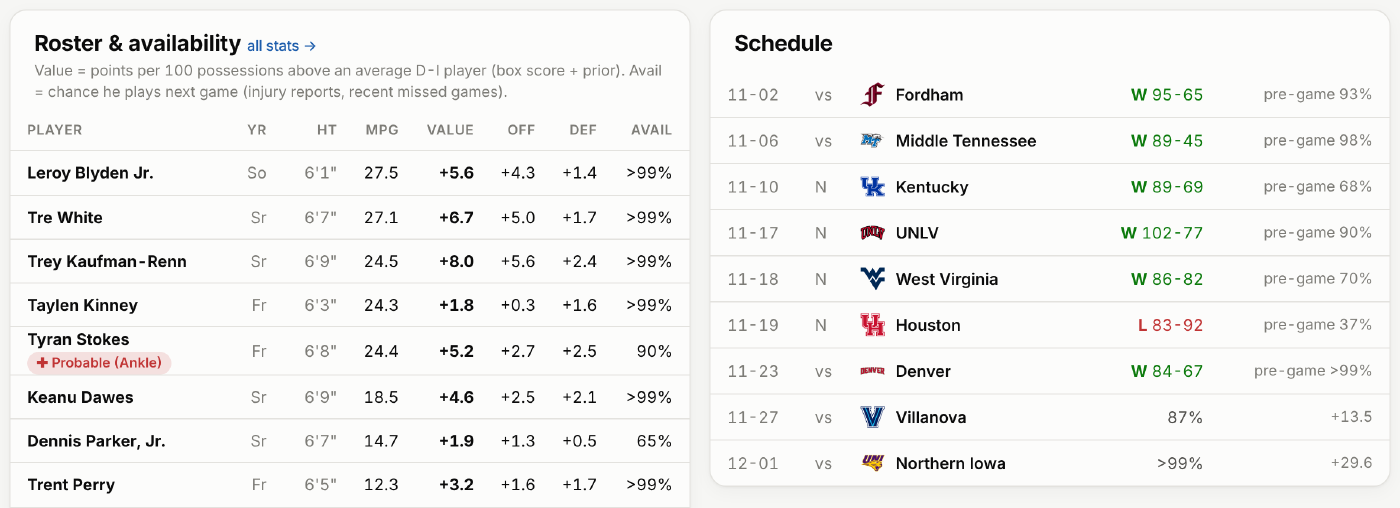 Roster & availability all stats →
Value = points per 100 possessions above an average D-I player (box score + prior). Avail
= chance he plays next game (injury reports, recent missed games).
PLAYER YR HT MPG VALUE OFF DEF AVAIL
Leroy Blyden Jr. So 6'1" 27.5 +5.6 +4.3 +1.4 >99%
Tre White Sr 6'7" 27.1 +6.7 +5.0 +1.7 >99%
Trey Kaufman-Renn Sr 6'9" 24.5 +8.0 +5.6 +2.4 >99%
Taylen Kinney Fr 6'3" 24.3 +1.8 +0.3 +1.6 >99%
Tyran Stokes Fr 6'8" 24.4 +5.2 +2.7 +2.5 90%
✚ Probable (Ankle)
Keanu Dawes Sr 6'9" 18.5 +4.6 +2.5 +2.1 >99%
Dennis Parker, Jr. Sr 6'7" 14.7 +1.9 +1.3 +0.5 65%
Trent Perry Fr 6'5" 12.3 +3.2 +1.6 +1.7 >99%
Schedule
11-02 vs F Fordham W 95-65 pre-game 93%
11-06 vs MT Middle Tennessee W 89-45 pre-game 98%
11-10 N UK Kentucky W 89-69 pre-game 68%
11-17 N UNLV W 102-77 pre-game 90%
11-18 N WV West Virginia W 86-82 pre-game 70%
11-19 N UH Houston L 83-92 pre-game 37%
11-23 vs DENVER Denver W 84-67 pre-game >99%
11-27 vs V Villanova 87% +13.5
12-01 vs UNI Northern Iowa >99% +29.6